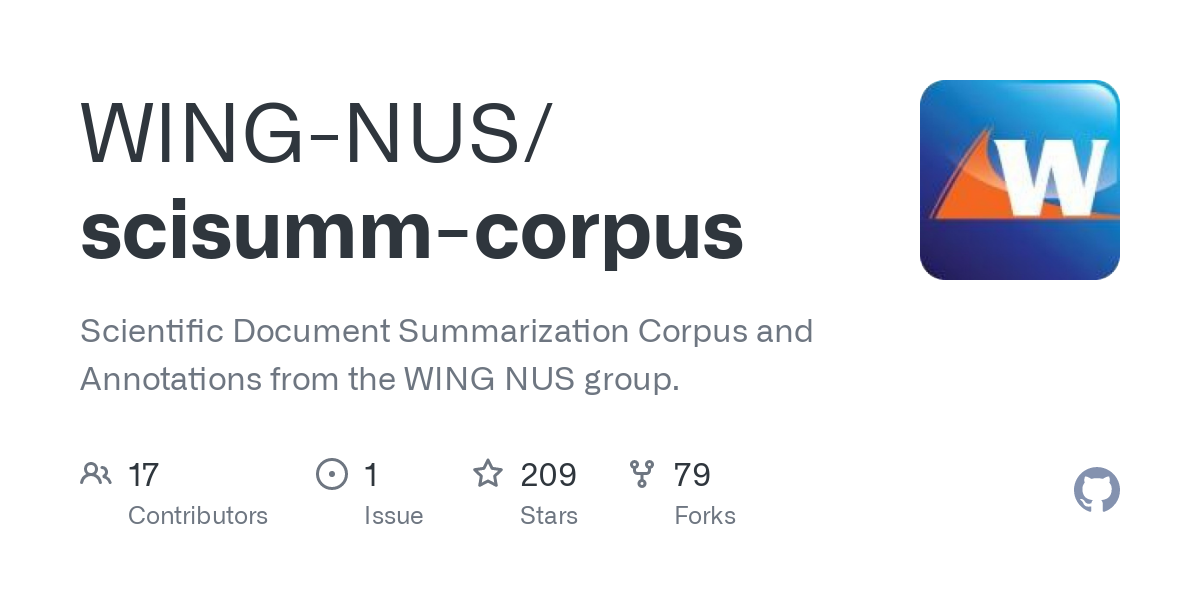 WING-NUS/
scisumm-corpus
W
Scientific Document Summarization Corpus and
Annotations from the WING NUS group.
17
Contributors
1
Issue
209
Stars
79
Forks